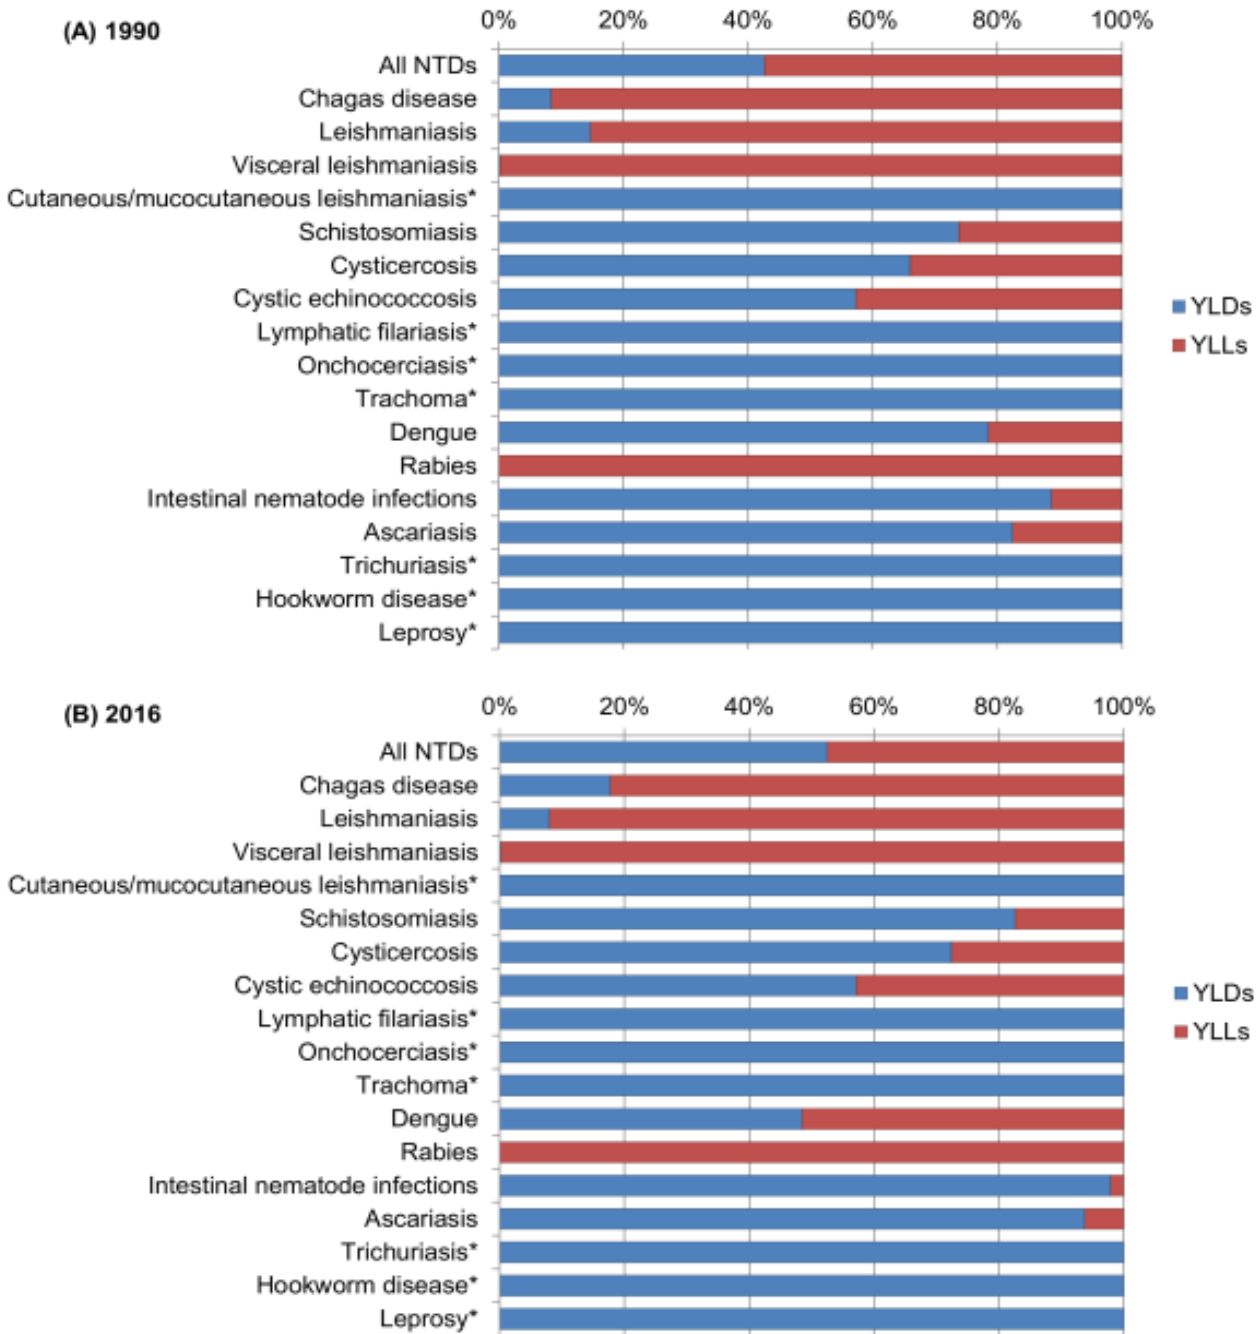 (A) 1990
0% 20% 40% 60% 80% 100%
All NTDs
Chagas disease
Leishmaniasis
Visceral leishmaniasis
Cutaneous/mucocutaneous leishmaniasis*
Schistosomiasis
Cysticercosis
Cystic echinococcosis
Lymphatic filariasis*
Onchocerciasis*
Trachoma*
Dengue
Rabies
Intestinal nematode infections
Ascariasis
Trichuriasis*
Hookworm disease*
Leprosy*
YLDs
YLLs
(B) 2016
0% 20% 40% 60% 80% 100%
All NTDs
Chagas disease
Leishmaniasis
Visceral leishmaniasis
Cutaneous/mucocutaneous leishmaniasis*
Schistosomiasis
Cysticercosis
Cystic echinococcosis
Lymphatic filariasis*
Onchocerciasis*
Trachoma*
Dengue
Rabies
Intestinal nematode infections
Ascariasis
Trichuriasis*
Hookworm disease*
Leprosy*
YLDs
YLLs